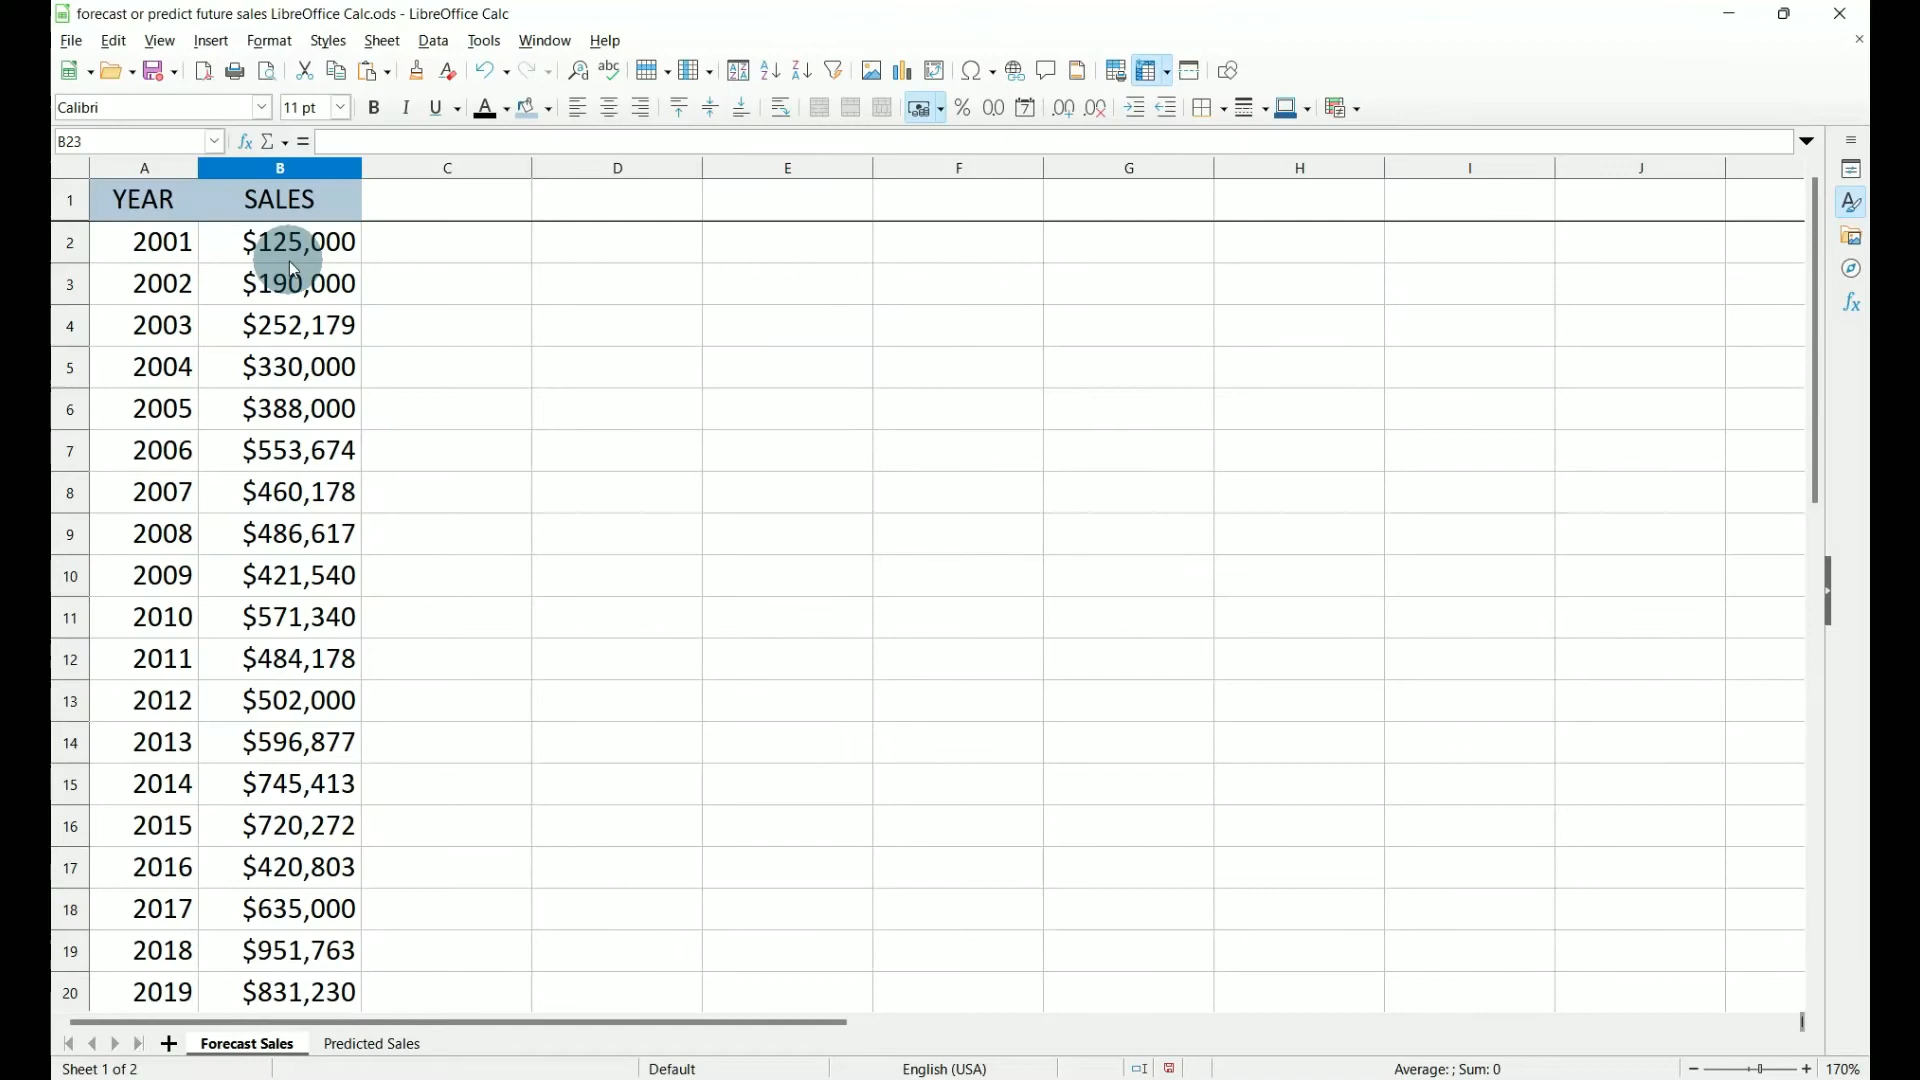 forecast or predict future sales LibreOffice Calc.ods - LibreOffice Calc
File Edit View Insert Format Styles Sheet Data Tools Window Help
Calibri 11 pt
B23
A B C D E F G H I J
1 YEAR SALES
2 2001 $125,000
3 2002 $190,000
4 2003 $252,179
5 2004 $330,000
6 2005 $388,000
7 2006 $553,674
8 2007 $460,178
9 2008 $486,617
10 2009 $421,540
11 2010 $571,340
12 2011 $484,178
13 2012 $502,000
14 2013 $596,877
15 2014 $745,413
16 2015 $720,272
17 2016 $420,803
18 2017 $635,000
19 2018 $951,763
20 2019 $831,230
Forecast Sales Predicted Sales
Sheet 1 of 2 Default English (USA) Average: ; Sum: 0 170%